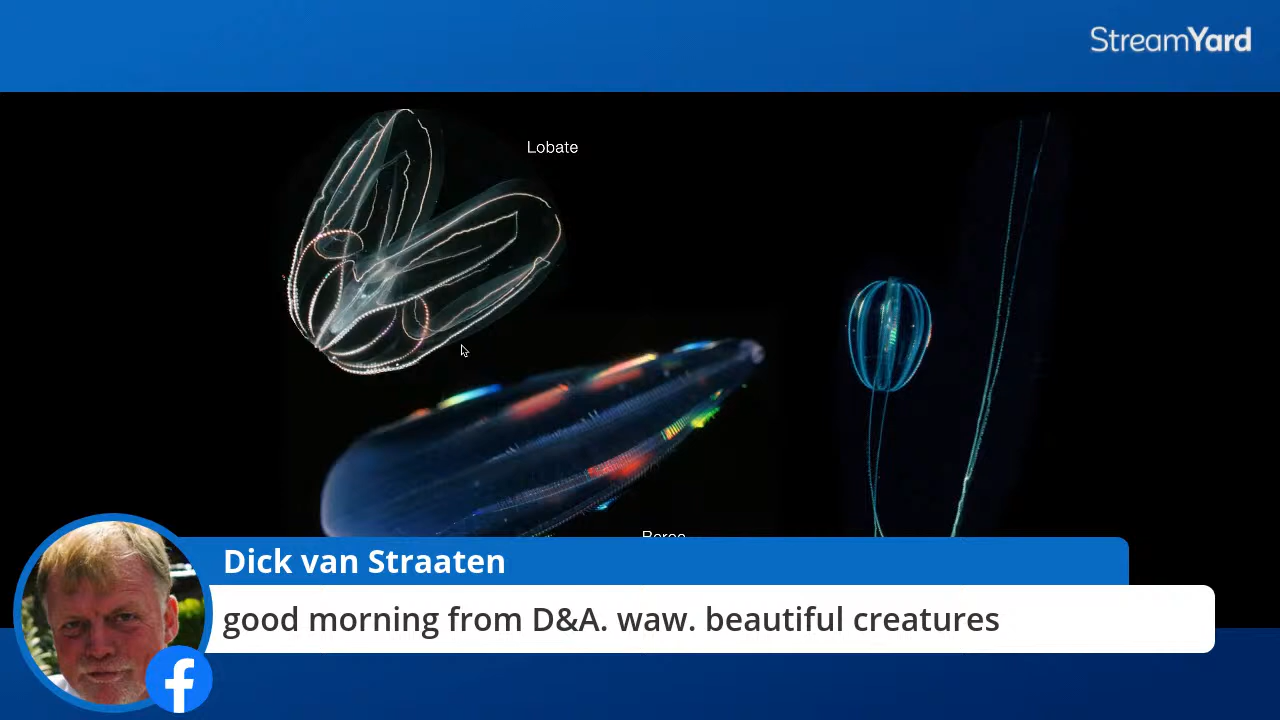 StreamYard
Lobate
Dick van Straaten
good morning from D&A. waw. beautiful creatures